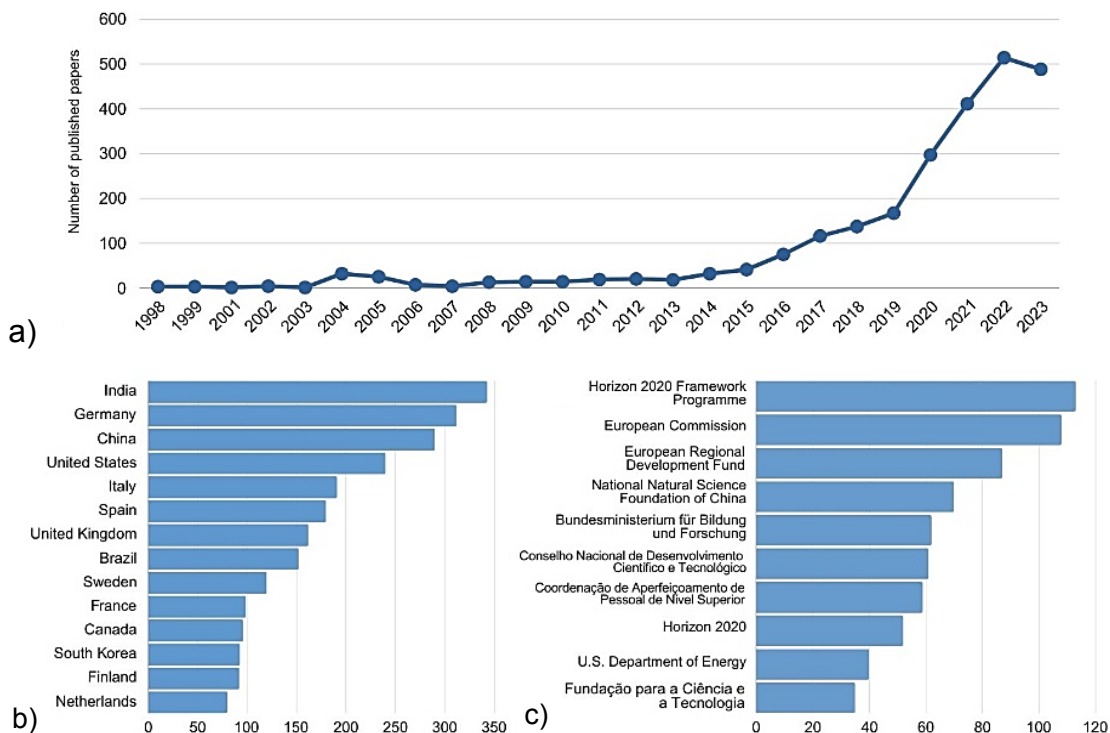 600
500
400
300
200
100
0
Number of published papers
1998
1999
2001
2002
2003
2004
2005
2006
2007
2008
2009
2010
2011
2012
2013
2014
2015
2016
2017
2018
2019
2020
2021
2022
2023
a)
India
Germany
China
United States
Italy
Spain
United Kingdom
Brazil
Sweden
France
Canada
South Korea
Finland
Netherlands
0 50 100 150 200 250 300 350
b)
Horizon 2020 Framework
Programme
European Commission
European Regional
Development Fund
National Natural Science
Foundation of China
Bundesministerium für Bildung
und Forschung
Conselho Nacional de Desenvolvimento
Científico e Tecnológico
Coordenação de Aperfeiçoamento de
Pessoal de Nível Superior
Horizon 2020
U.S. Department of Energy
Fundação para a Ciência e
a Tecnologia
0 20 40 60 80 100 120
c)